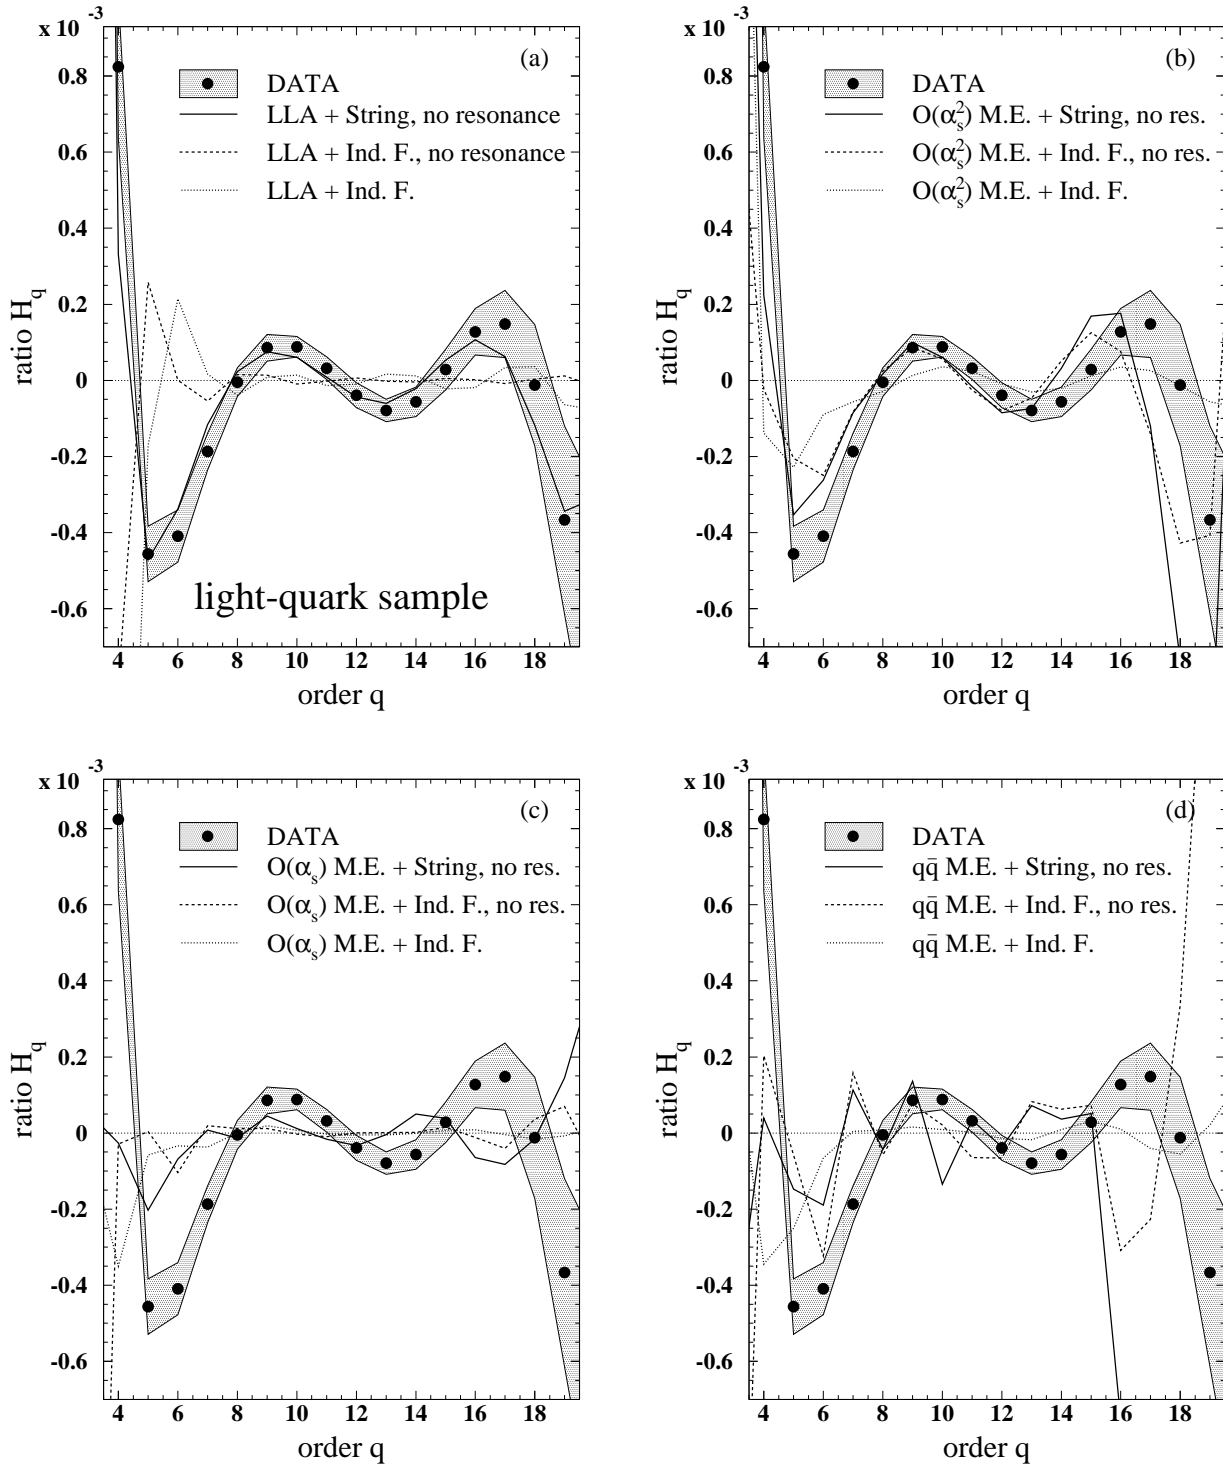 x 10 -3
(a)
DATA
LLA + String, no resonance
LLA + Ind. F., no resonance
LLA + Ind. F.
0.8
0.6
0.4
0.2
0
-0.2
-0.4
-0.6
ratio H_q
light-quark sample
4 6 8 10 12 14 16 18
order q
x 10 -3
(b)
DATA
O(α_s^2) M.E. + String, no res.
O(α_s^2) M.E. + Ind. F., no res.
O(α_s^2) M.E. + Ind. F.
0.8
0.6
0.4
0.2
0
-0.2
-0.4
-0.6
ratio H_q
4 6 8 10 12 14 16 18
order q
x 10 -3
(c)
DATA
O(α_s) M.E. + String, no res.
O(α_s) M.E. + Ind. F., no res.
O(α_s) M.E. + Ind. F.
0.8
0.6
0.4
0.2
0
-0.2
-0.4
-0.6
ratio H_q
4 6 8 10 12 14 16 18
order q
x 10 -3
(d)
DATA
qq̄ M.E. + String, no res.
qq̄ M.E. + Ind. F., no res.
qq̄ M.E. + Ind. F.
0.8
0.6
0.4
0.2
0
-0.2
-0.4
-0.6
ratio H_q
4 6 8 10 12 14 16 18
order q